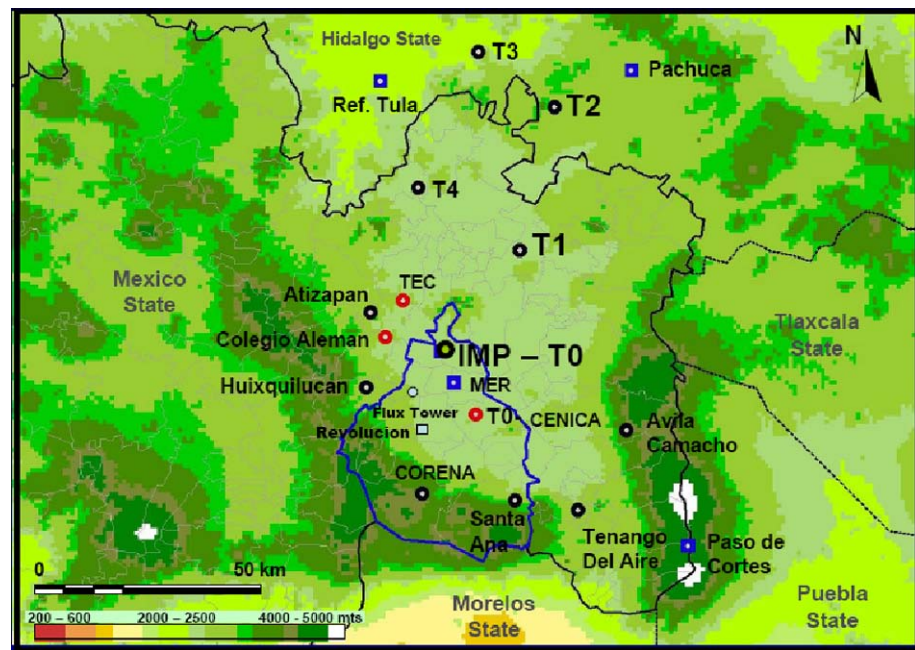 Hidalgo State
T3
N
Pachuca
Ref. Tula
T2
T4
T1
Mexico
State
TEC
Atizapan
Tlaxcala
State
Colegio Aleman
IMP – T0
MER
Huixquilucan
Flux Tower
T0
CENICA
Revolucion
Avila
Camacho
CORENA
Santa
Ana
Tenango
Del Aire
Paso de
Cortes
0
50 km
Morelos
State
Puebla
State
200 – 600
2000 - 2500
4000 - 5000 mts